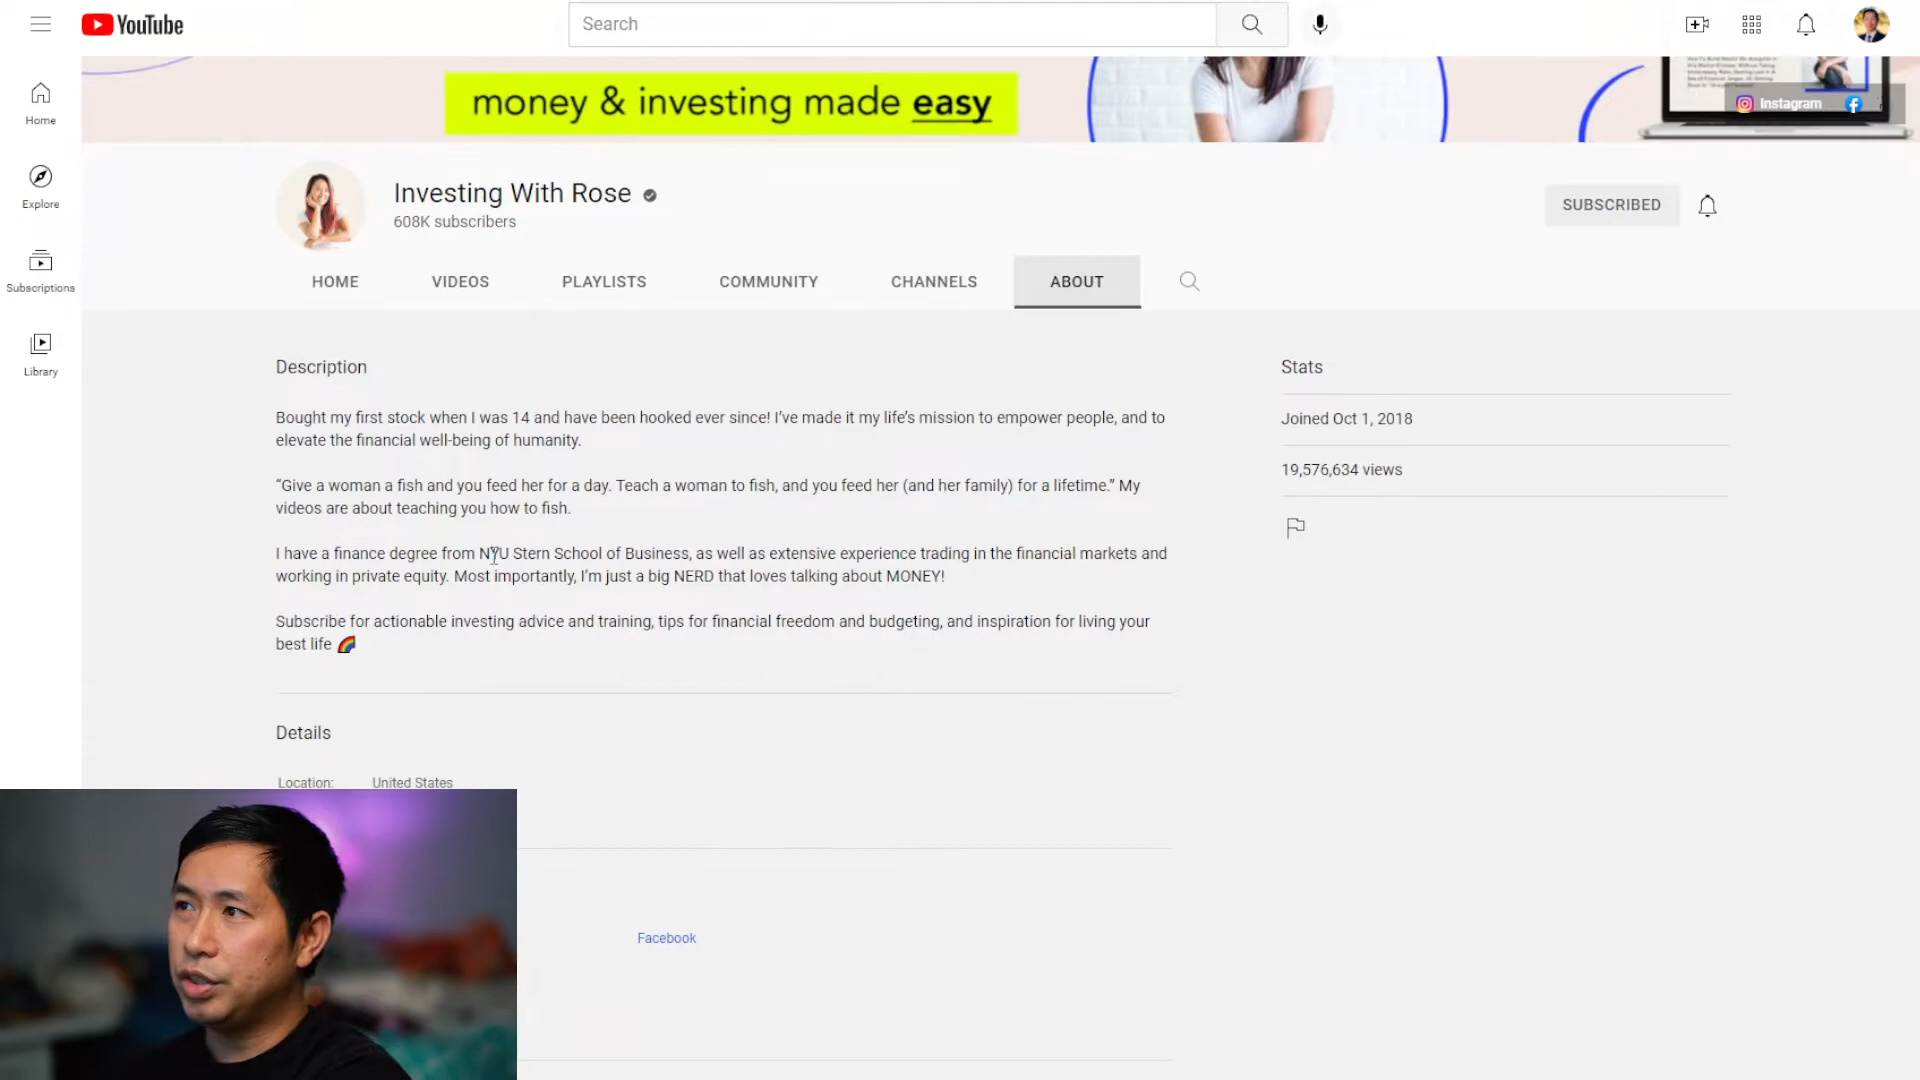 YouTube
Search
Home
Explore
Subscriptions
Library
money & investing made easy
Instagram
Investing With Rose
608K subscribers
SUBSCRIBED
HOME
VIDEOS
PLAYLISTS
COMMUNITY
CHANNELS
ABOUT
Description
Bought my first stock when I was 14 and have been hooked ever since! I’ve made it my life’s mission to empower people, and to
elevate the financial well-being of humanity.
“Give a woman a fish and you feed her for a day. Teach a woman to fish, and you feed her (and her family) for a lifetime.” My
videos are about teaching you how to fish.
I have a finance degree from NYU Stern School of Business, as well as extensive experience trading in the financial markets and
working in private equity. Most importantly, I’m just a big NERD that loves talking about MONEY!
Subscribe for actionable investing advice and training, tips for financial freedom and budgeting, and inspiration for living your
best life 🌈
Stats
Joined Oct 1, 2018
19,576,634 views
Details
Location: United States
Facebook